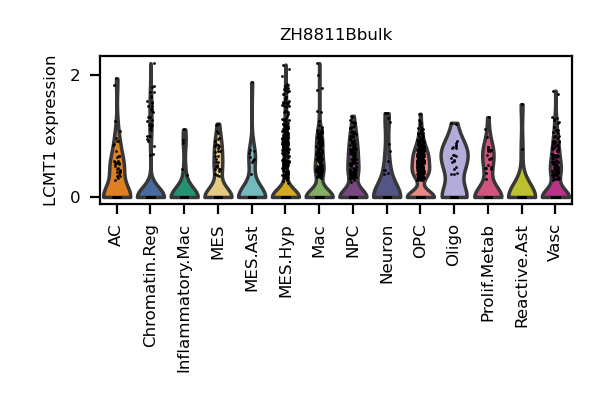 ZH8811Bbulk
LCMT1 expression
2
0
AC
Chromatin.Reg
Inflammatory.Mac
MES
MES.Ast
MES.Hyp
Mac
NPC
Neuron
OPC
Oligo
Prolif.Metab
Reactive.Ast
Vasc